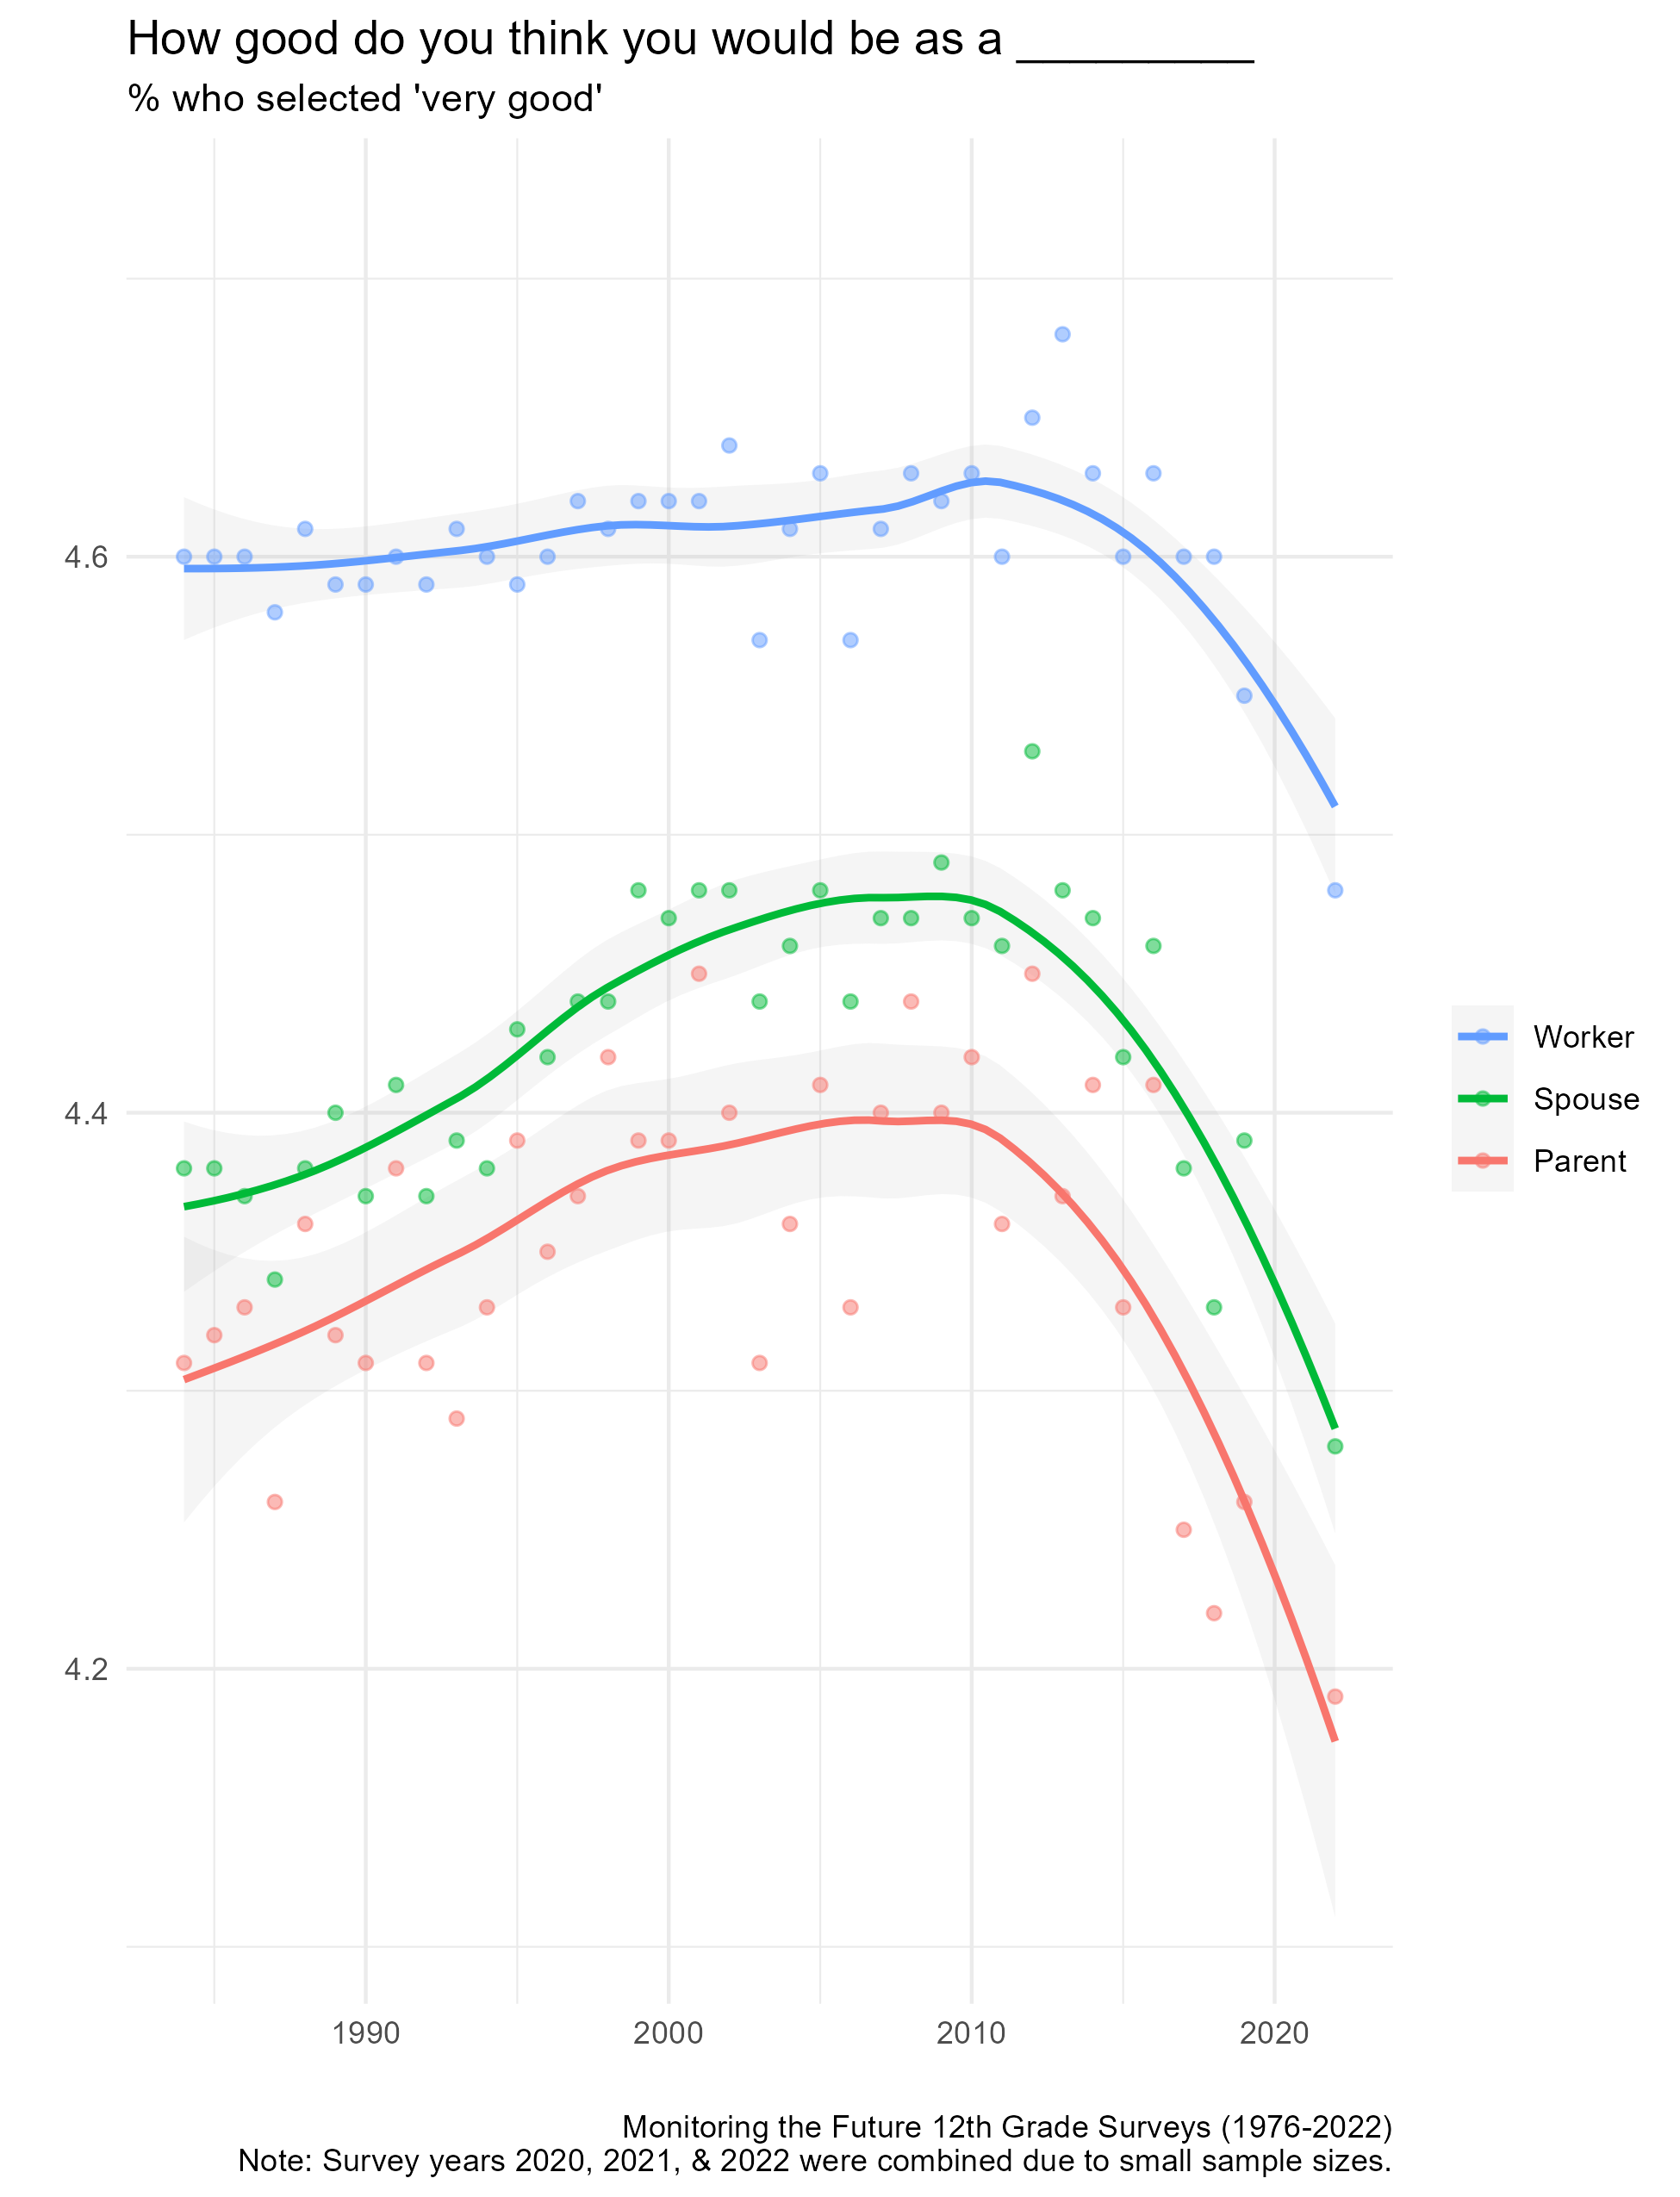 How good do you think you would be as a __________
% who selected 'very good'
4.6
4.4
4.2
Worker
Spouse
Parent
1990 2000 2010 2020
Monitoring the Future 12th Grade Surveys (1976-2022)
Note: Survey years 2020, 2021, & 2022 were combined due to small sample sizes.